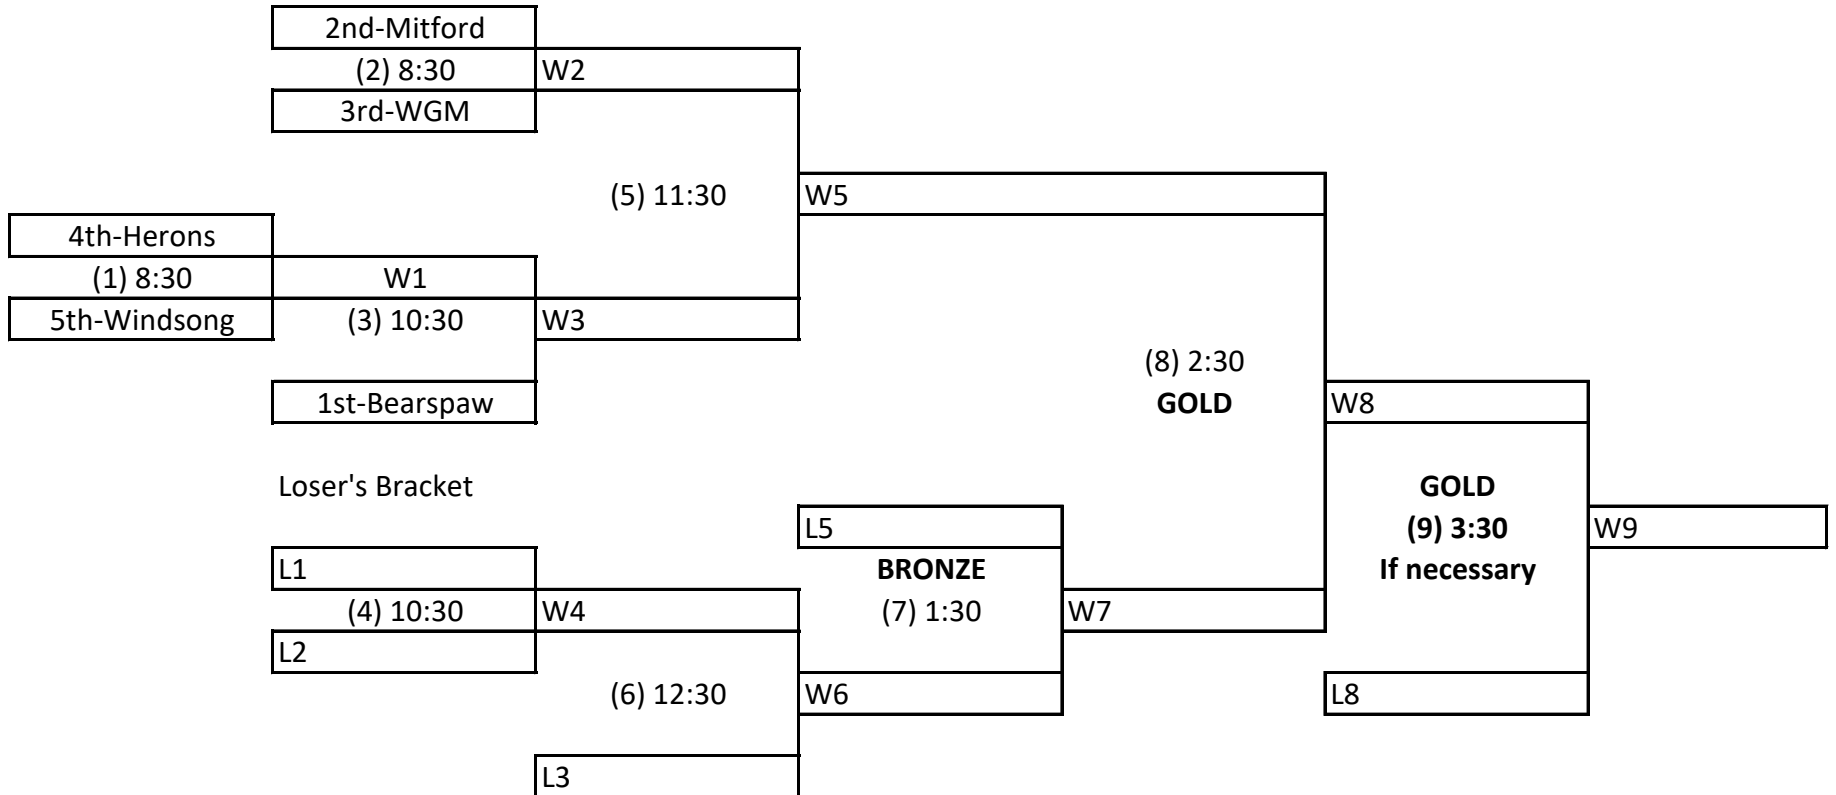 2nd-Mitford
(2) 8:30 W2
3rd-WGM
(5) 11:30 W5
4th-Herons
(1) 8:30 W1
5th-Windsong (3) 10:30 W3
(8) 2:30
1st-Bearspaw GOLD W8
Loser's Bracket GOLD
L5 (9) 3:30 W9
L1 BRONZE If necessary
(4) 10:30 W4 (7) 1:30 W7
L2
(6) 12:30 W6 L8
L3